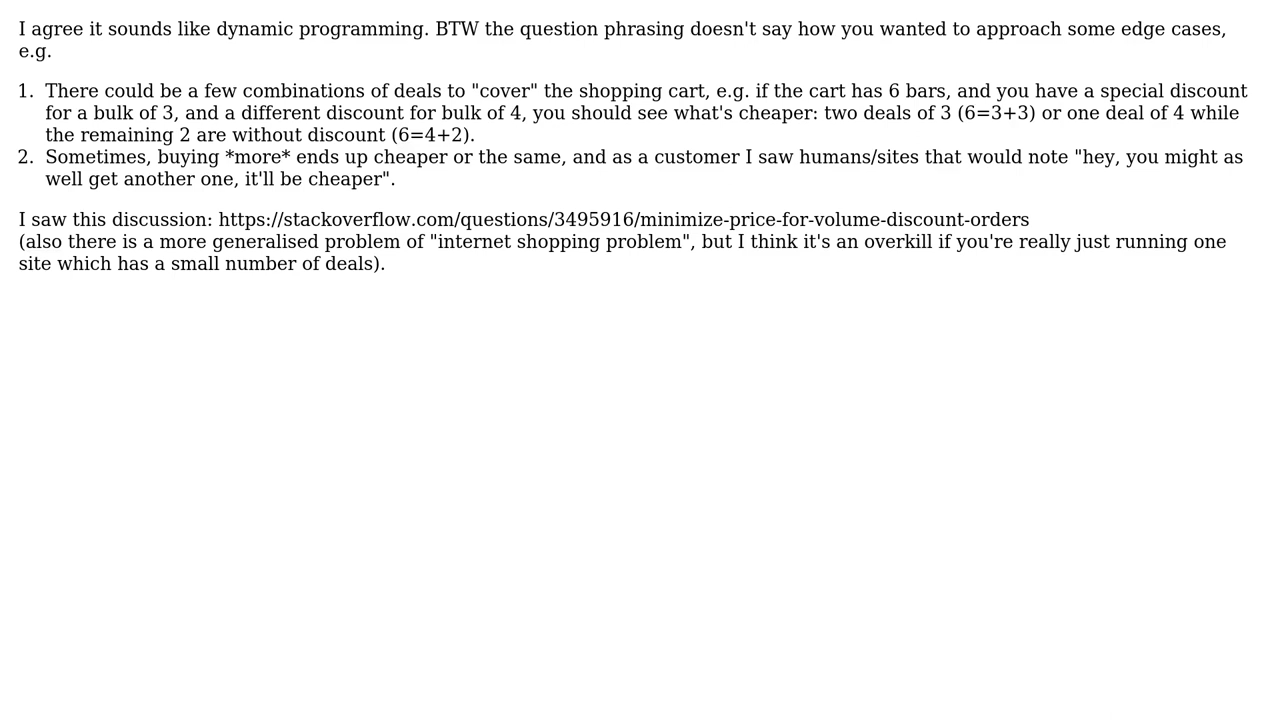 I agree it sounds like dynamic programming. BTW the question phrasing doesn't say how you wanted to approach some edge cases,
e.g.
1. There could be a few combinations of deals to "cover" the shopping cart, e.g. if the cart has 6 bars, and you have a special discount
for a bulk of 3, and a different discount for bulk of 4, you should see what's cheaper: two deals of 3 (6=3+3) or one deal of 4 while
the remaining 2 are without discount (6=4+2).
2. Sometimes, buying *more* ends up cheaper or the same, and as a customer I saw humans/sites that would note "hey, you might as
well get another one, it'll be cheaper".
I saw this discussion: https://stackoverflow.com/questions/3495916/minimize-price-for-volume-discount-orders
(also there is a more generalised problem of "internet shopping problem", but I think it's an overkill if you're really just running one
site which has a small number of deals).